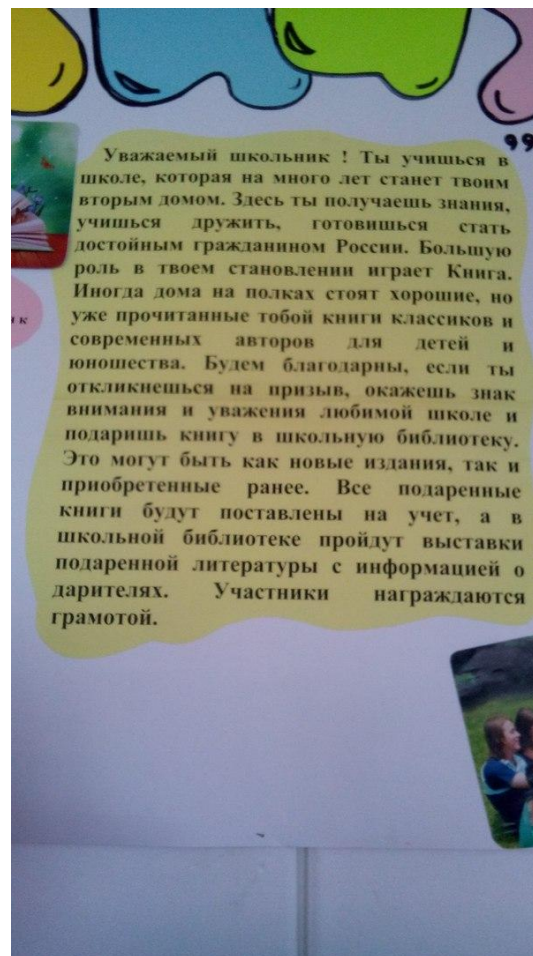 Уважаемый школьник ! Ты учишься в
школе, которая на много лет станет твоим
вторым домом. Здесь ты получаешь знания,
учишься дружить, готовишься стать
достойным гражданином России. Большую
роль в твоем становлении играет Книга.
Иногда дома на полках стоят хорошие, но
уже прочитанные тобой книги классиков и
современных авторов для детей и
юношества. Будем благодарны, если ты
откликнешься на призыв, окажешь знак
внимания и уважения любимой школе и
подаришь книгу в школьную библиотеку.
Это могут быть как новые издания, так и
приобретенные ранее. Все подаренные
книги будут поставлены на учет, а в
школьной библиотеке пройдут выставки
подаренной литературы с информацией о
дарителях. Участники награждаются
грамотой.